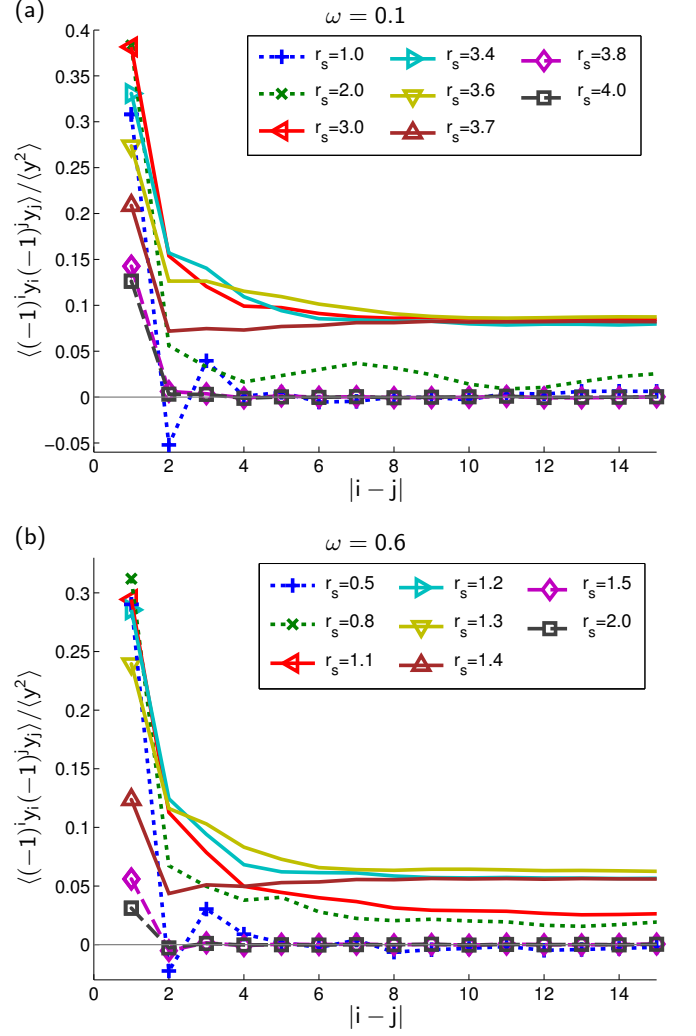 (a)
ω = 0.1
r_s=1.0 r_s=3.4 r_s=3.8
r_s=2.0 r_s=3.6 r_s=4.0
r_s=3.0 r_s=3.7
⟨(−1)^i y_i(−1)^j y_j⟩/⟨y^2⟩
0.4
0.35
0.3
0.25
0.2
0.15
0.1
0.05
0
−0.05
0 2 4 6 8 10 12 14
|i − j|
(b)
ω = 0.6
r_s=0.5 r_s=1.2 r_s=1.5
r_s=0.8 r_s=1.3 r_s=2.0
r_s=1.1 r_s=1.4
⟨(−1)^i y_i(−1)^j y_j⟩/⟨y^2⟩
0.3
0.25
0.2
0.15
0.1
0.05
0
0 2 4 6 8 10 12 14
|i − j|